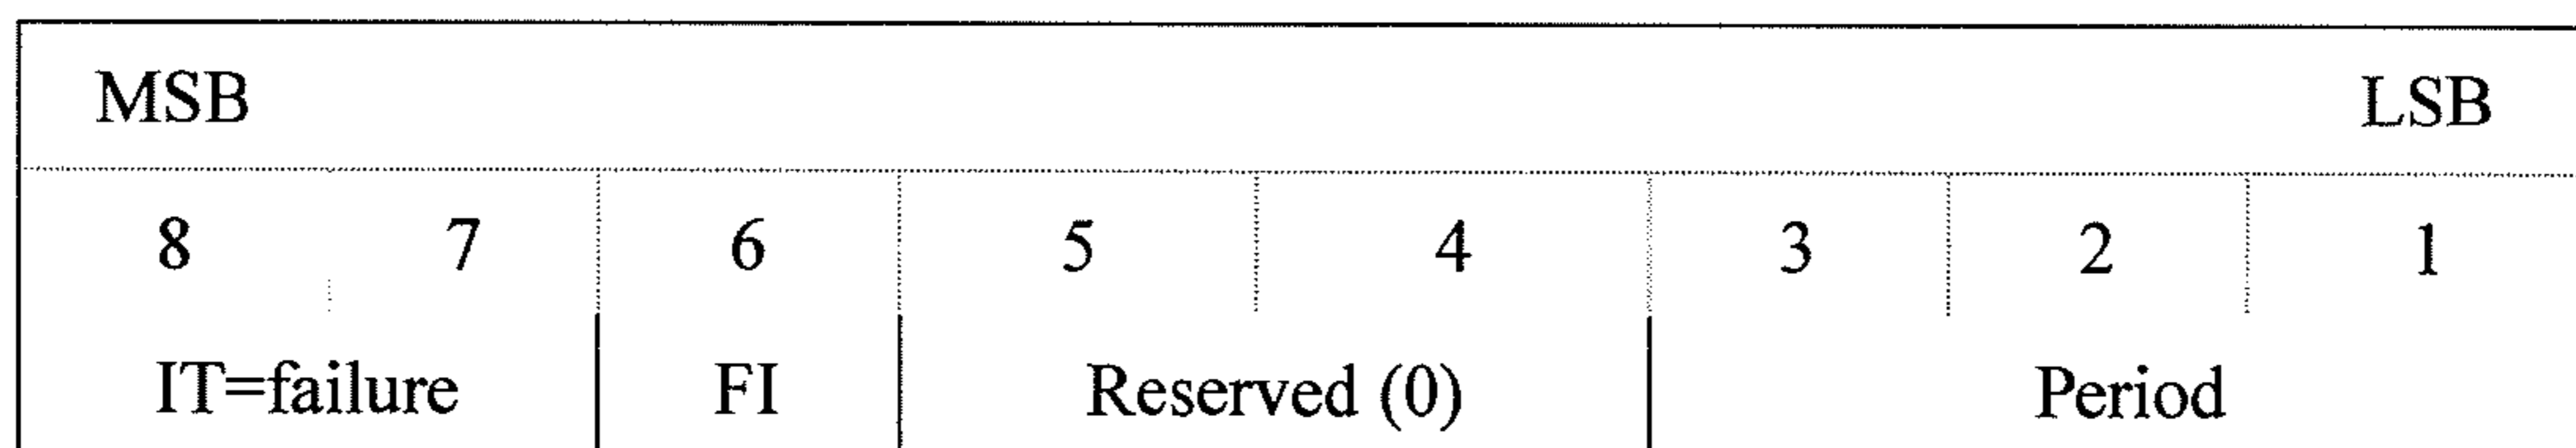 MSB LSB
8 7 6 5 4 3 2 1
IT=failure FI Reserved (0) Period